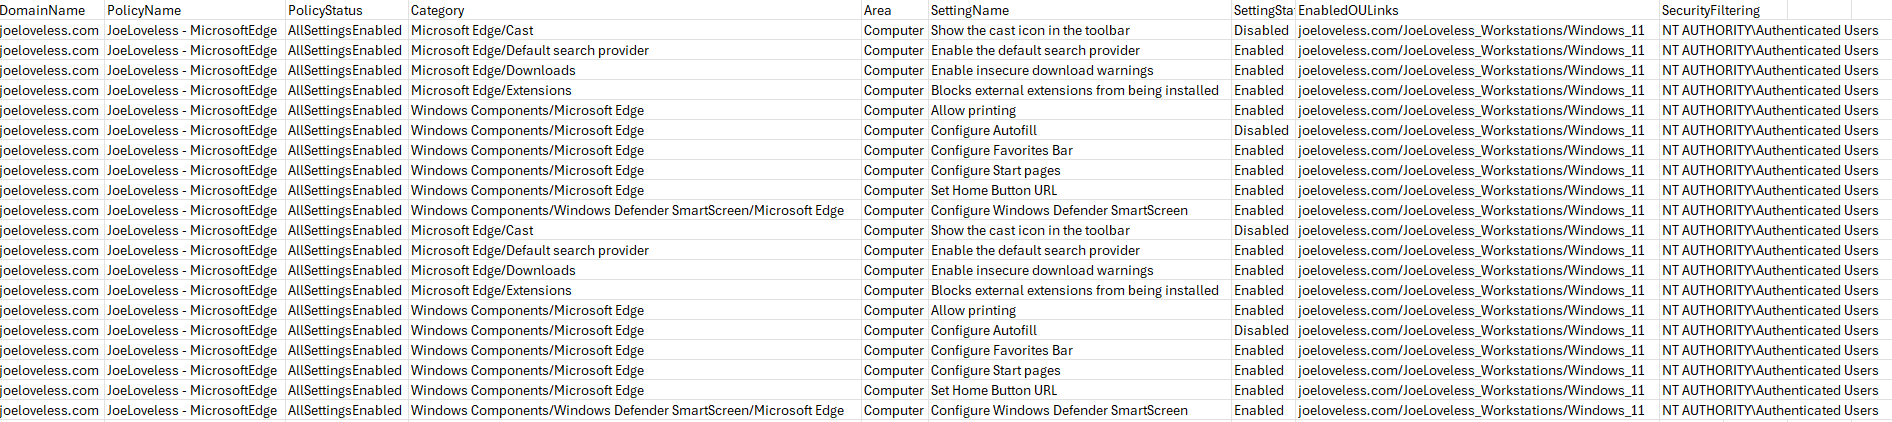 DomainName PolicyName PolicyStatus Category Area SettingName SettingSta EnabledOULinks SecurityFiltering
joeloveless.com JoeLoveless - MicrosoftEdge AllSettingsEnabled Microsoft Edge/Cast Computer Show the cast icon in the toolbar Disabled joeloveless.com/JoeLoveless_Workstations/Windows_11 NT AUTHORITY\Authenticated Users
joeloveless.com JoeLoveless - MicrosoftEdge AllSettingsEnabled Microsoft Edge/Default search provider Computer Enable the default search provider Enabled joeloveless.com/JoeLoveless_Workstations/Windows_11 NT AUTHORITY\Authenticated Users
joeloveless.com JoeLoveless - MicrosoftEdge AllSettingsEnabled Microsoft Edge/Downloads Computer Enable insecure download warnings Enabled joeloveless.com/JoeLoveless_Workstations/Windows_11 NT AUTHORITY\Authenticated Users
joeloveless.com JoeLoveless - MicrosoftEdge AllSettingsEnabled Microsoft Edge/Extensions Computer Blocks external extensions from being installed Enabled joeloveless.com/JoeLoveless_Workstations/Windows_11 NT AUTHORITY\Authenticated Users
joeloveless.com JoeLoveless - MicrosoftEdge AllSettingsEnabled Windows Components/Microsoft Edge Computer Allow printing Enabled joeloveless.com/JoeLoveless_Workstations/Windows_11 NT AUTHORITY\Authenticated Users
joeloveless.com JoeLoveless - MicrosoftEdge AllSettingsEnabled Windows Components/Microsoft Edge Computer Configure Autofill Disabled joeloveless.com/JoeLoveless_Workstations/Windows_11 NT AUTHORITY\Authenticated Users
joeloveless.com JoeLoveless - MicrosoftEdge AllSettingsEnabled Windows Components/Microsoft Edge Computer Configure Favorites Bar Enabled joeloveless.com/JoeLoveless_Workstations/Windows_11 NT AUTHORITY\Authenticated Users
joeloveless.com JoeLoveless - MicrosoftEdge AllSettingsEnabled Windows Components/Microsoft Edge Computer Configure Start pages Enabled joeloveless.com/JoeLoveless_Workstations/Windows_11 NT AUTHORITY\Authenticated Users
joeloveless.com JoeLoveless - MicrosoftEdge AllSettingsEnabled Windows Components/Microsoft Edge Computer Set Home Button URL Enabled joeloveless.com/JoeLoveless_Workstations/Windows_11 NT AUTHORITY\Authenticated Users
joeloveless.com JoeLoveless - MicrosoftEdge AllSettingsEnabled Windows Components/Windows Defender SmartScreen/Microsoft Edge Computer Configure Windows Defender SmartScreen Enabled joeloveless.com/JoeLoveless_Workstations/Windows_11 NT AUTHORITY\Authenticated Users
joeloveless.com JoeLoveless - MicrosoftEdge AllSettingsEnabled Microsoft Edge/Cast Computer Show the cast icon in the toolbar Disabled joeloveless.com/JoeLoveless_Workstations/Windows_11 NT AUTHORITY\Authenticated Users
joeloveless.com JoeLoveless - MicrosoftEdge AllSettingsEnabled Microsoft Edge/Default search provider Computer Enable the default search provider Enabled joeloveless.com/JoeLoveless_Workstations/Windows_11 NT AUTHORITY\Authenticated Users
joeloveless.com JoeLoveless - MicrosoftEdge AllSettingsEnabled Microsoft Edge/Downloads Computer Enable insecure download warnings Enabled joeloveless.com/JoeLoveless_Workstations/Windows_11 NT AUTHORITY\Authenticated Users
joeloveless.com JoeLoveless - MicrosoftEdge AllSettingsEnabled Microsoft Edge/Extensions Computer Blocks external extensions from being installed Enabled joeloveless.com/JoeLoveless_Workstations/Windows_11 NT AUTHORITY\Authenticated Users
joeloveless.com JoeLoveless - MicrosoftEdge AllSettingsEnabled Windows Components/Microsoft Edge Computer Allow printing Enabled joeloveless.com/JoeLoveless_Workstations/Windows_11 NT AUTHORITY\Authenticated Users
joeloveless.com JoeLoveless - MicrosoftEdge AllSettingsEnabled Windows Components/Microsoft Edge Computer Configure Autofill Disabled joeloveless.com/JoeLoveless_Workstations/Windows_11 NT AUTHORITY\Authenticated Users
joeloveless.com JoeLoveless - MicrosoftEdge AllSettingsEnabled Windows Components/Microsoft Edge Computer Configure Favorites Bar Enabled joeloveless.com/JoeLoveless_Workstations/Windows_11 NT AUTHORITY\Authenticated Users
joeloveless.com JoeLoveless - MicrosoftEdge AllSettingsEnabled Windows Components/Microsoft Edge Computer Configure Start pages Enabled joeloveless.com/JoeLoveless_Workstations/Windows_11 NT AUTHORITY\Authenticated Users
joeloveless.com JoeLoveless - MicrosoftEdge AllSettingsEnabled Windows Components/Microsoft Edge Computer Set Home Button URL Enabled joeloveless.com/JoeLoveless_Workstations/Windows_11 NT AUTHORITY\Authenticated Users
joeloveless.com JoeLoveless - MicrosoftEdge AllSettingsEnabled Windows Components/Windows Defender SmartScreen/Microsoft Edge Computer Configure Windows Defender SmartScreen Enabled joeloveless.com/JoeLoveless_Workstations/Windows_11 NT AUTHORITY\Authenticated Users